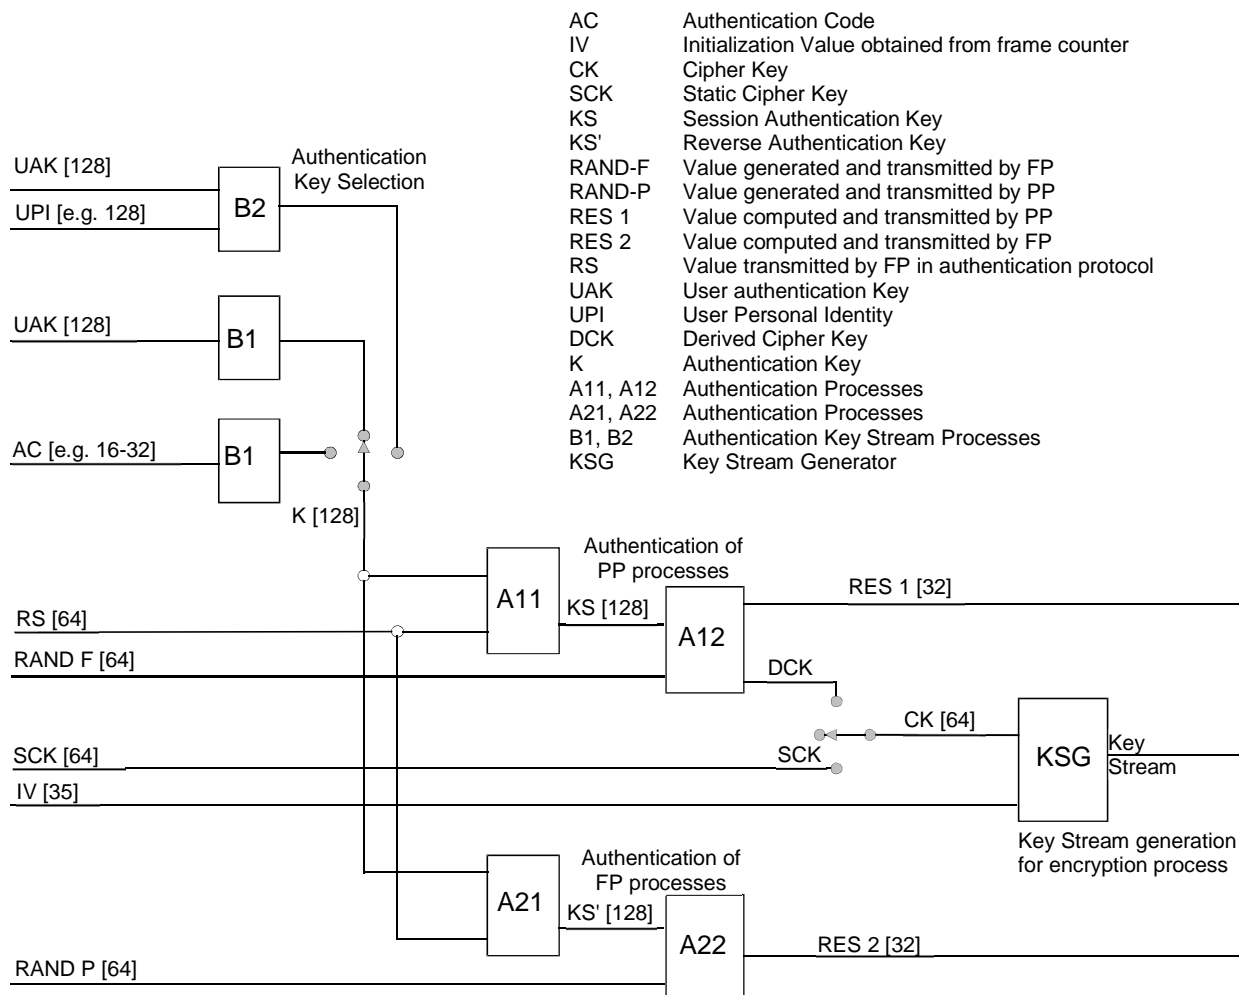 AC Authentication Code
IV Initialization Value obtained from frame counter
CK Cipher Key
SCK Static Cipher Key
KS Session Authentication Key
KS' Reverse Authentication Key
RAND-F Value generated and transmitted by FP
RAND-P Value generated and transmitted by PP
RES 1 Value computed and transmitted by PP
RES 2 Value computed and transmitted by FP
RS Value transmitted by FP in authentication protocol
UAK User authentication Key
UPI User Personal Identity
DCK Derived Cipher Key
K Authentication Key
A11, A12 Authentication Processes
A21, A22 Authentication Processes
B1, B2 Authentication Key Stream Processes
KSG Key Stream Generator
UAK [128]
UPI [e.g. 128]
B2
Authentication
Key Selection
UAK [128]
B1
AC [e.g. 16-32]
B1
K [128]
Authentication of
PP processes
A11
KS [128]
A12
RES 1 [32]
RS [64]
RAND F [64]
DCK
CK [64]
SCK [64]
SCK
KSG
Key
Stream
IV [35]
Key Stream generation
for encryption process
Authentication of
FP processes
A21
KS' [128]
A22
RES 2 [32]
RAND P [64]